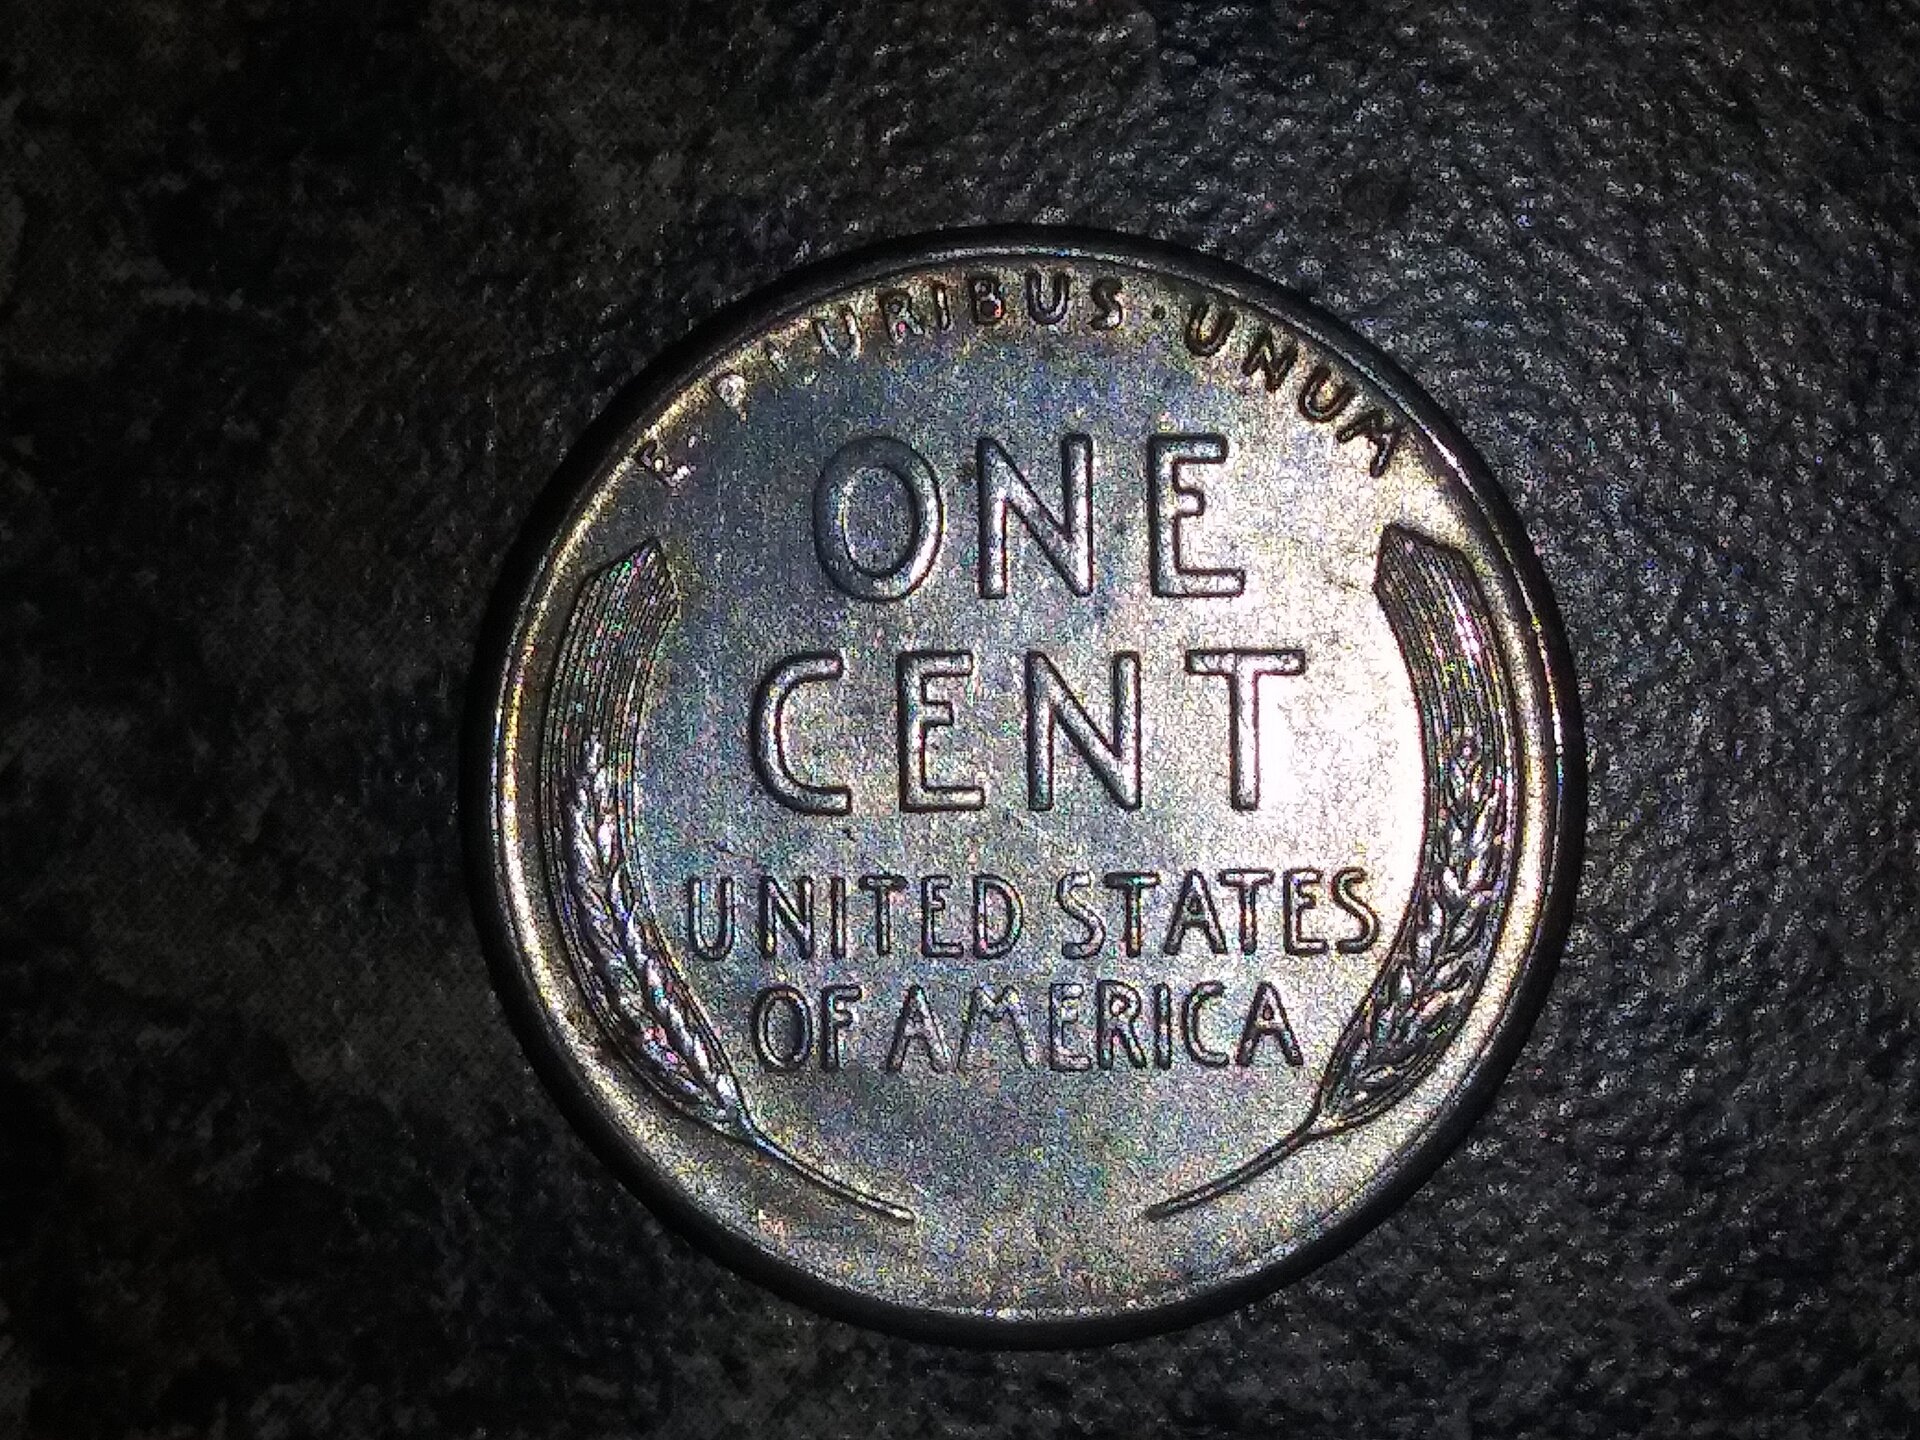 E PLURIBUS · UNUM
ONE
CENT
UNITED STATES
OF AMERICA